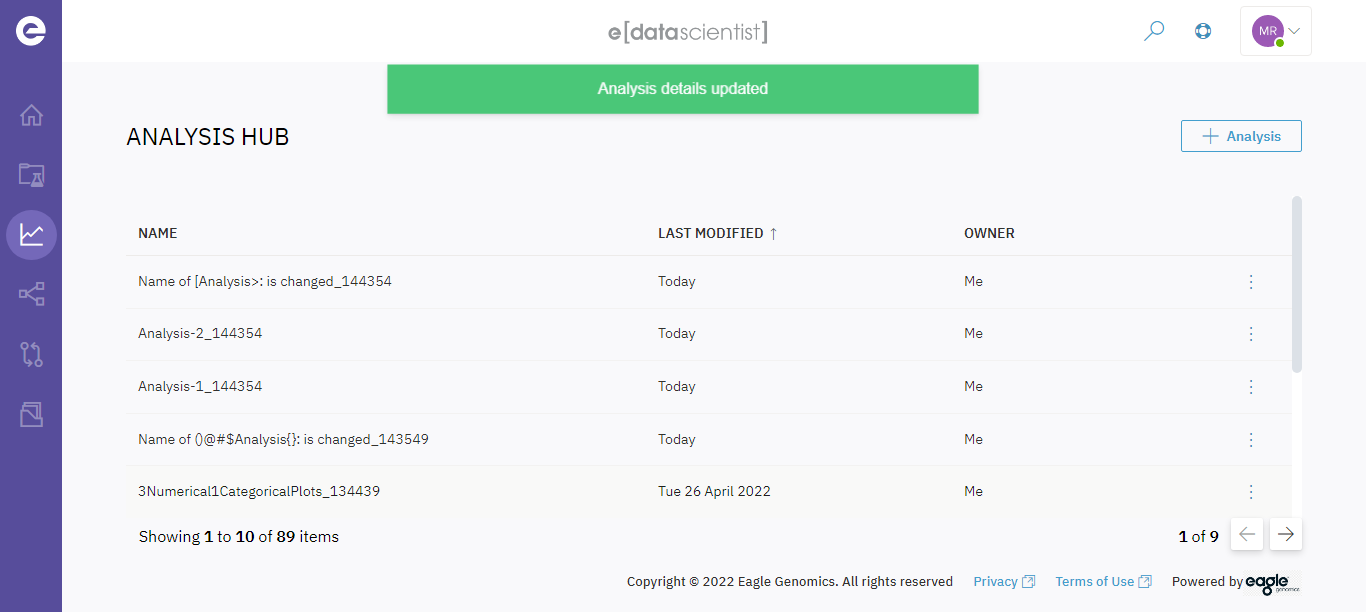 e[datascientist]
MR
Analysis details updated
ANALYSIS HUB
Analysis
NAME LAST MODIFIED ↑ OWNER
Name of [Analysis>: is changed_144354 Today Me
Analysis-2_144354 Today Me
Analysis-1_144354 Today Me
Name of ()@#$Analysis{}: is changed_143549 Today Me
3Numerical1CategoricalPlots_134439 Tue 26 April 2022 Me
Showing 1 to 10 of 89 items 1 of 9
Copyright © 2022 Eagle Genomics. All rights reserved Privacy Terms of Use Powered by eagle genomics